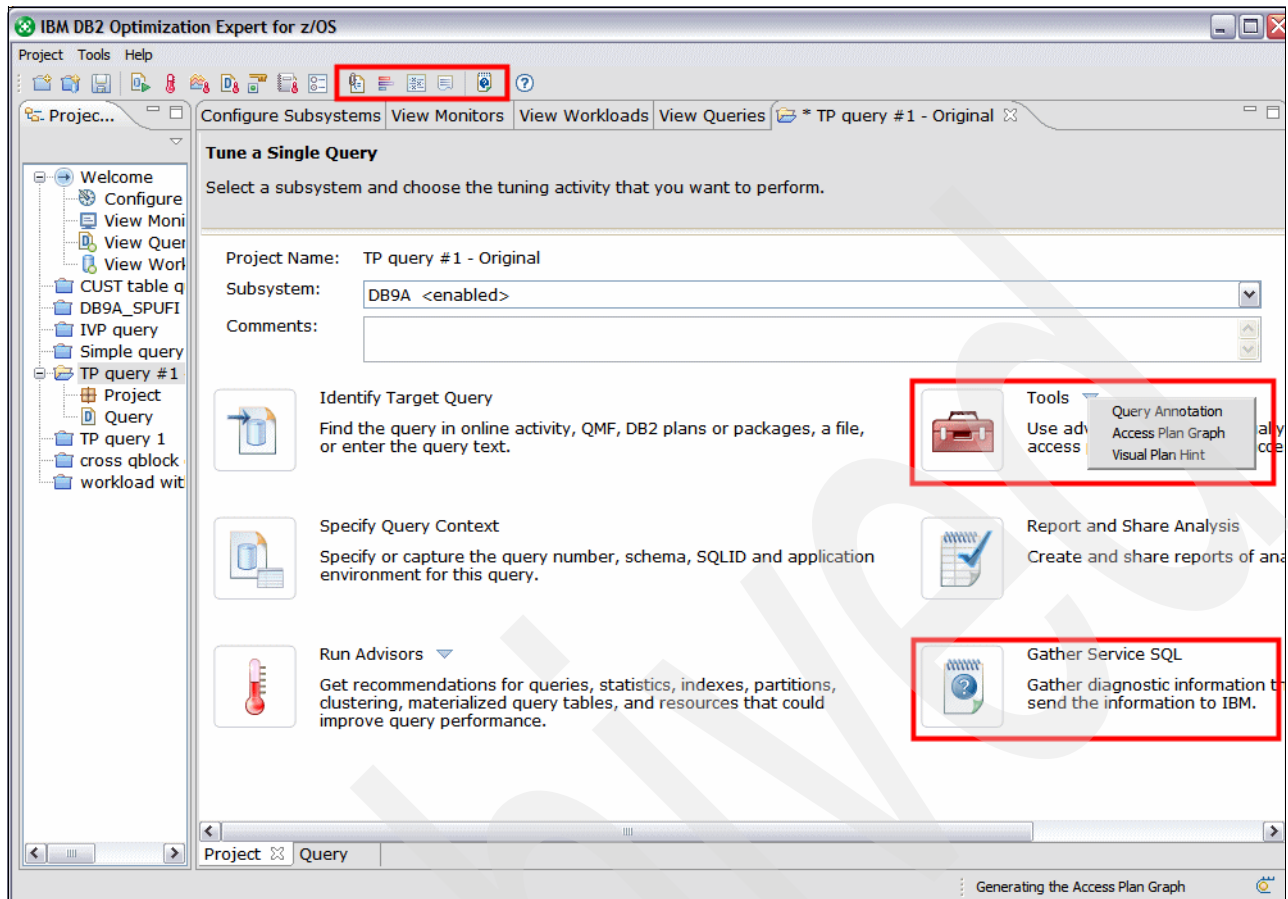 IBM DB2 Optimization Expert for z/OS
Project Tools Help
Projec...
Configure Subsystems View Monitors View Workloads View Queries * TP query #1 - Original
Tune a Single Query
Select a subsystem and choose the tuning activity that you want to perform.
Welcome
Configure
View Moni
View Quer
View Work
CUST table q
DB9A_SPUFI
IVP query
Simple query
TP query #1
Project
Query
TP query 1
cross qblock
workload wit
Project Name: TP query #1 - Original
Subsystem: DB9A <enabled>
Comments:
Identify Target Query
Find the query in online activity, QMF, DB2 plans or packages, a file,
or enter the query text.
Tools
Use adv
access
Query Annotation
Access Plan Graph
Visual Plan Hint
Specify Query Context
Specify or capture the query number, schema, SQLID and application
environment for this query.
Report and Share Analysis
Create and share reports of ana
Run Advisors
Get recommendations for queries, statistics, indexes, partitions,
clustering, materialized query tables, and resources that could
improve query performance.
Gather Service SQL
Gather diagnostic information th
send the information to IBM.
Project Query
Generating the Access Plan Graph